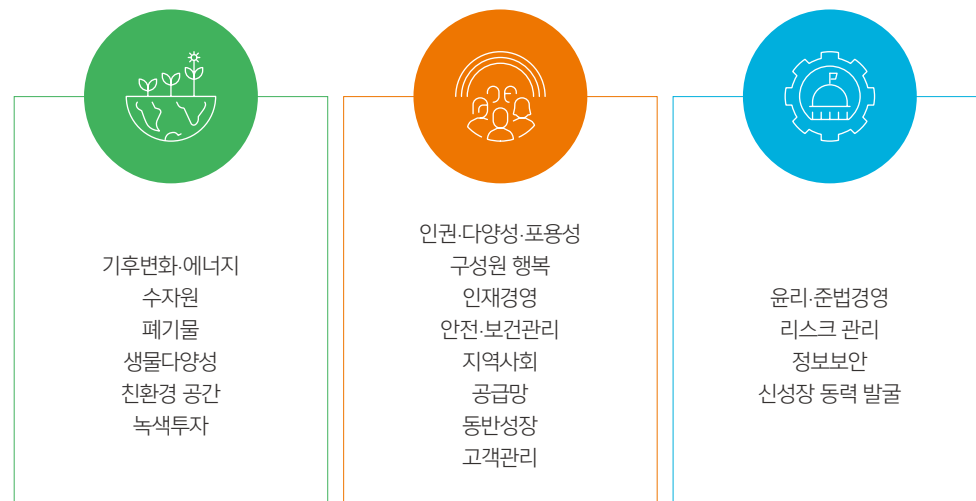 기후변화·에너지
수자원
폐기물
생물다양성
친환경 공간
녹색투자
인권·다양성·포용성
구성원 행복
인재경영
안전·보건관리
지역사회
공급망
동반성장
고객관리
윤리·준법경영
리스크 관리
정보보안
신성장 동력 발굴